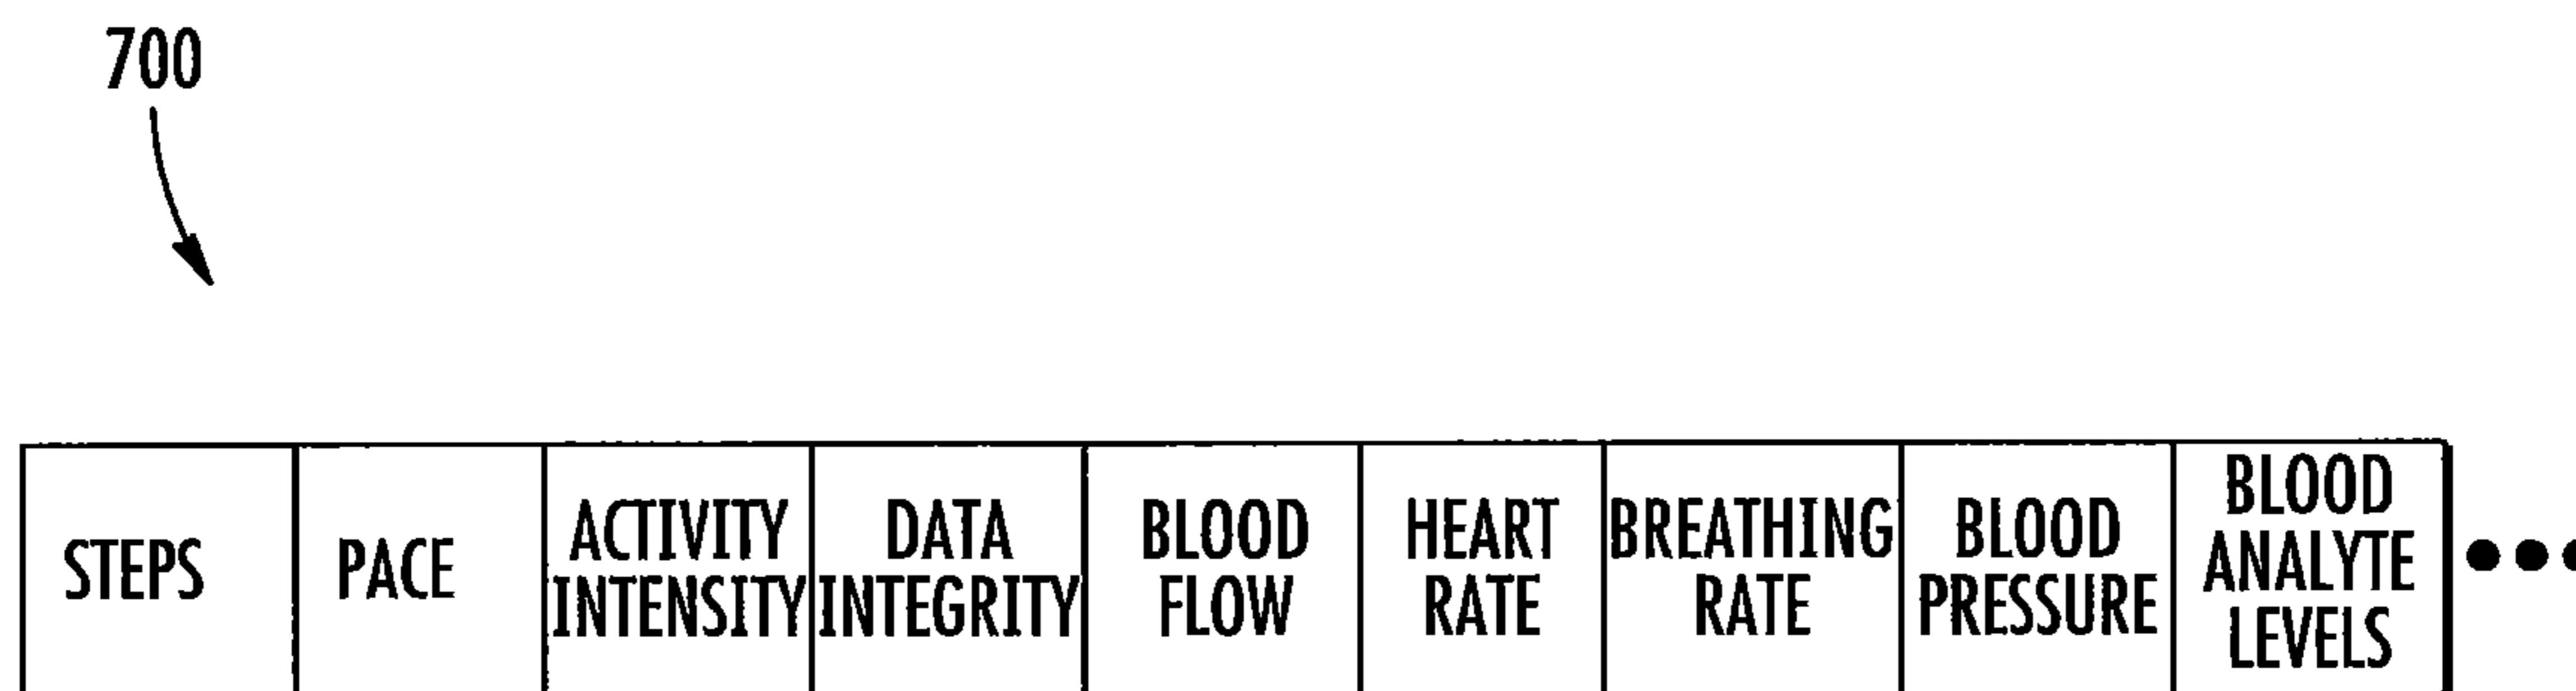 700
STEPS
PACE
ACTIVITY
INTENSITY
DATA
INTEGRITY
BLOOD
FLOW
HEART
RATE
BREATHING
RATE
BLOOD
PRESSURE
BLOOD
ANALYTE
LEVELS